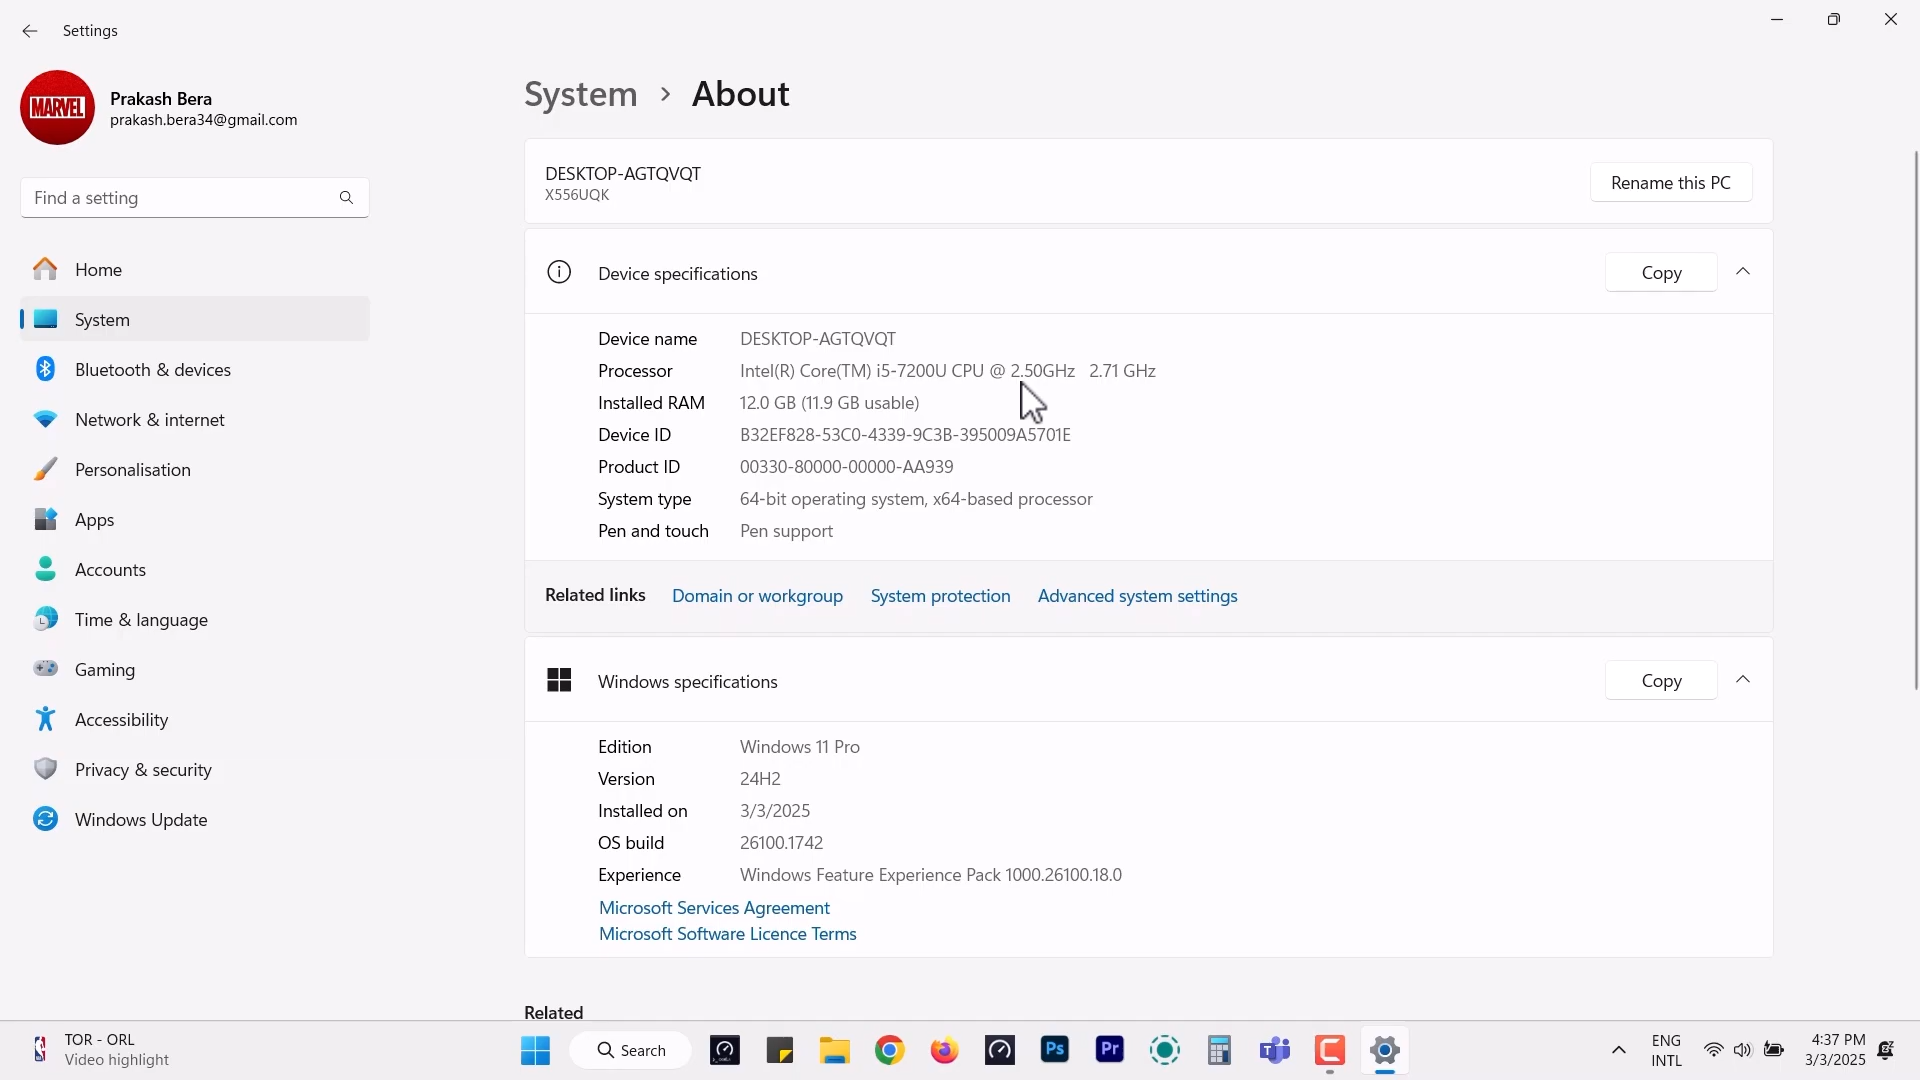 Settings
MARVEL
Prakash Bera
prakash.bera34@gmail.com
Find a setting
Home
System
Bluetooth & devices
Network & internet
Personalisation
Apps
Accounts
Time & language
Gaming
Accessibility
Privacy & security
Windows Update
System > About
DESKTOP-AGTQVQT
X556UQK
Rename this PC
Device specifications
Copy
Device name DESKTOP-AGTQVQT
Processor Intel(R) Core(TM) i5-7200U CPU @ 2.50GHz 2.71 GHz
Installed RAM 12.0 GB (11.9 GB usable)
Device ID B32EF828-53C0-4339-9C3B-395009A5701E
Product ID 00330-80000-00000-AA939
System type 64-bit operating system, x64-based processor
Pen and touch Pen support
Related links Domain or workgroup System protection Advanced system settings
Windows specifications
Copy
Edition Windows 11 Pro
Version 24H2
Installed on 3/3/2025
OS build 26100.1742
Experience Windows Feature Experience Pack 1000.26100.18.0
Microsoft Services Agreement
Microsoft Software Licence Terms
Related
TOR - ORL
Video highlight
Search
Ps
Pr
ENG
INTL
4:37 PM
3/3/2025